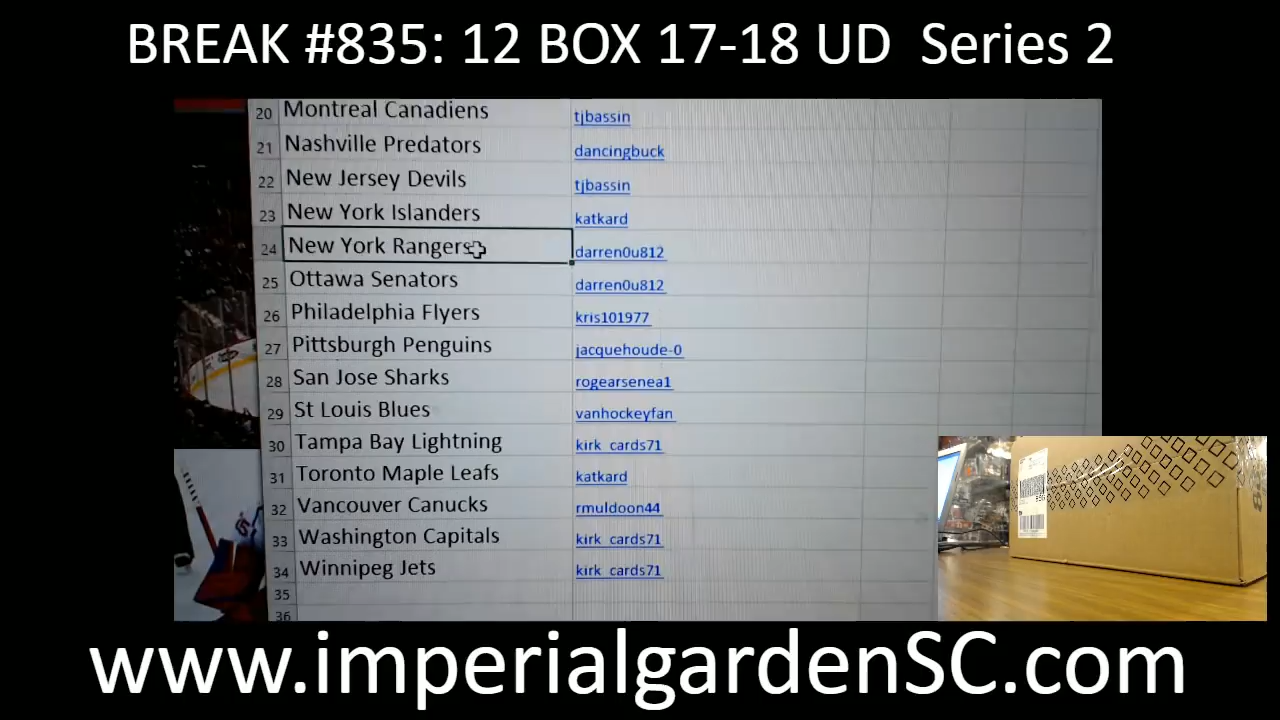 BREAK #835: 12 BOX 17-18 UD Series 2
20 Montreal Canadiens tjbassin
21 Nashville Predators dancingbuck
22 New Jersey Devils tjbassin
23 New York Islanders katkard
24 New York Rangers darren0u812
25 Ottawa Senators darren0u812
26 Philadelphia Flyers kris101977
27 Pittsburgh Penguins jacquehoude-0
28 San Jose Sharks rogearsenea1
29 St Louis Blues vanhockeyfan
30 Tampa Bay Lightning kirk_cards71
31 Toronto Maple Leafs katkard
32 Vancouver Canucks rmuldoon44
33 Washington Capitals kirk_cards71
34 Winnipeg Jets kirk_cards71
35
36
www.imperialgardenSC.com